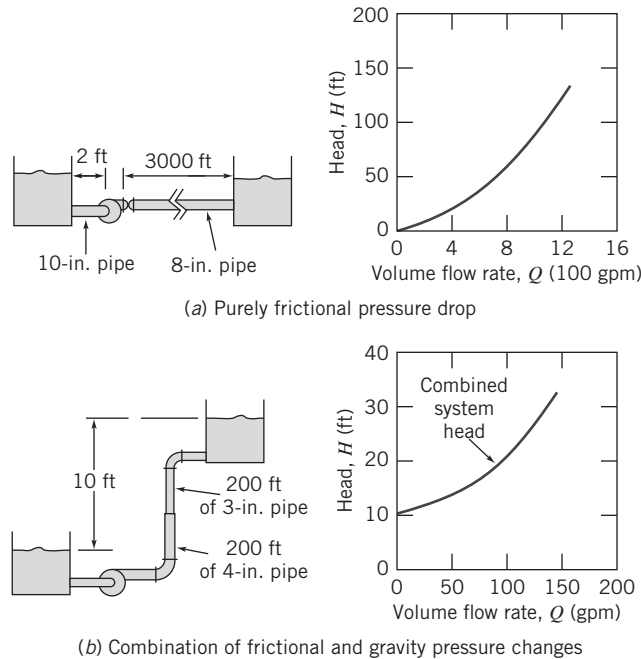 2 ft
3000 ft
10-in. pipe
8-in. pipe
Head, H (ft)
200
150
100
50
0
0 4 8 12 16
Volume flow rate, Q (100 gpm)
(a) Purely frictional pressure drop
10 ft
200 ft
of 3-in. pipe
200 ft
of 4-in. pipe
Head, H (ft)
40
30
20
10
0
Combined
system
head
0 50 100 150 200
Volume flow rate, Q (gpm)
(b) Combination of frictional and gravity pressure changes